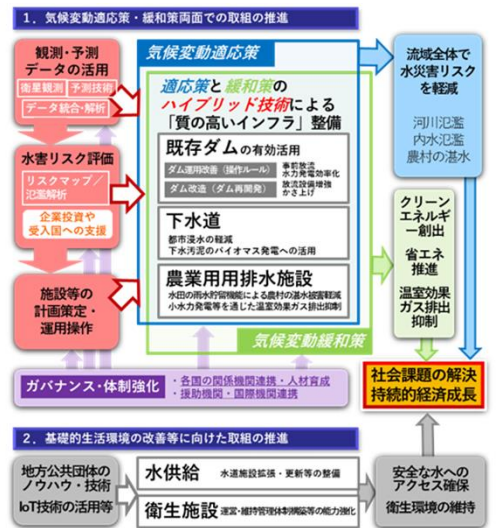 1．気候変動適応策・緩和策両面での取組の推進
観測・予測
データの活用
衛星観測
予測技術
データ統合・解析
水害リスク評価
リスクマップ／
氾濫解析
企業投資や
受入国への支援
施設等の
計画策定・
運用操作
気候変動適応策
適応策と緩和策の
ハイブリッド技術による
「質の高いインフラ」整備
既存ダムの有効活用
ダム運用改善（操作ルール）
事前放流
水力発電効率化
ダム改造（ダム再開発）
放流設備増強
かさ上げ
下水道
都市浸水の軽減
下水汚泥のバイオマス発電への活用
農業用用排水施設
水田の雨水貯留機能による農村の湛水被害軽減
小水力発電等を通じた温室効果ガス排出抑制
気候変動緩和策
流域全体で
水災害リスク
を軽減
河川氾濫
内水氾濫
農村の湛水
クリーン
エネルギ
ー創出
省エネ
推進
温室効果
ガス排出
抑制
ガバナンス・体制強化
・各国の関係機関連携・人材育成
・援助機関・国際機関連携
社会課題の解決
持続的経済成長
2．基礎的生活環境の改善等に向けた取組の推進
地方公共団体の
ノウハウ・技術
IoT技術の活用等
水供給
水道施設拡張・更新等の整備
衛生施設
運営・維持管理体制構築等の能力強化
安全な水への
アクセス確保
衛生環境の維持